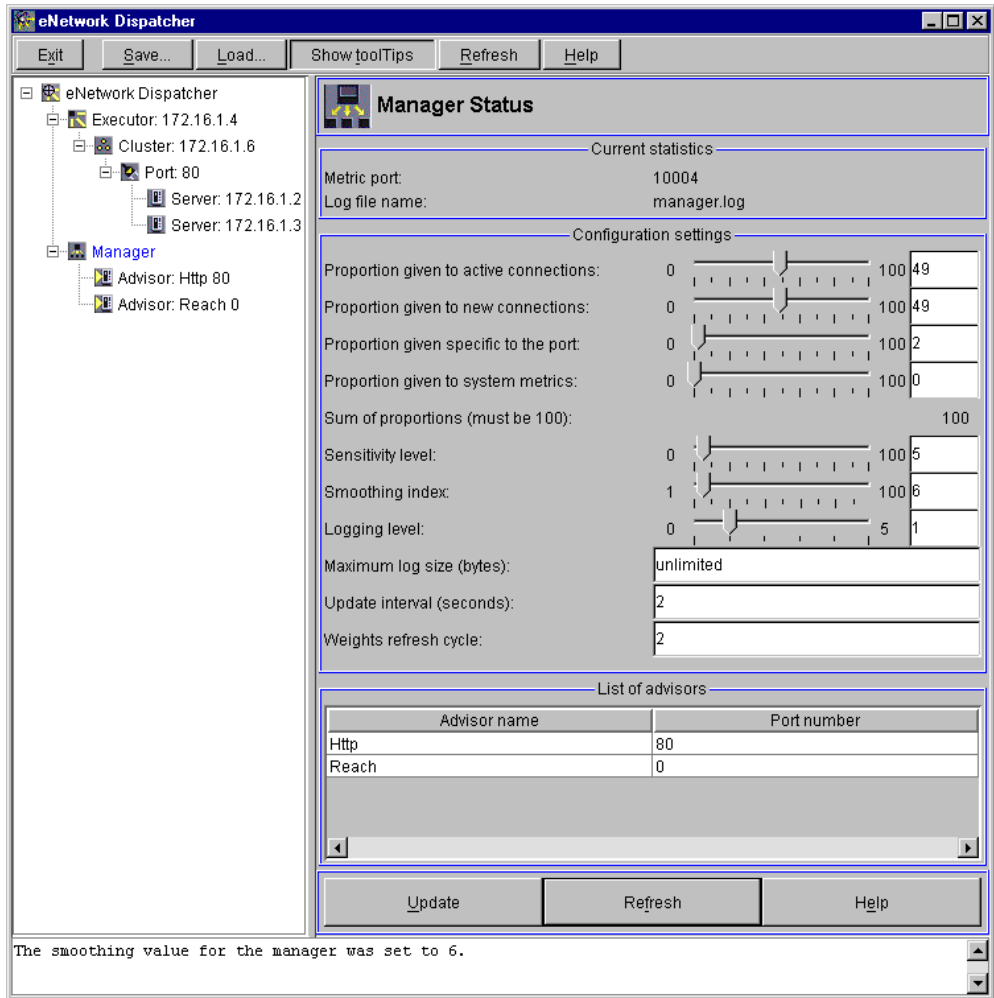 eNetwork Dispatcher
Exit Save... Load... Show toolTips Refresh Help
eNetwork Dispatcher
Executor: 172.16.1.4
Cluster: 172.16.1.6
Port: 80
Server: 172.16.1.2
Server: 172.16.1.3
Manager
Advisor: Http 80
Advisor: Reach 0
Manager Status
Current statistics
Metric port: 10004
Log file name: manager.log
Configuration settings
Proportion given to active connections: 0 100 49
Proportion given to new connections: 0 100 49
Proportion given specific to the port: 0 100 2
Proportion given to system metrics: 0 100 0
Sum of proportions (must be 100): 100
Sensitivity level: 0 100 5
Smoothing index: 1 100 6
Logging level: 0 5 1
Maximum log size (bytes): unlimited
Update interval (seconds): 2
Weights refresh cycle: 2
List of advisors
Advisor name Port number
Http 80
Reach 0
Update Refresh Help
The smoothing value for the manager was set to 6.